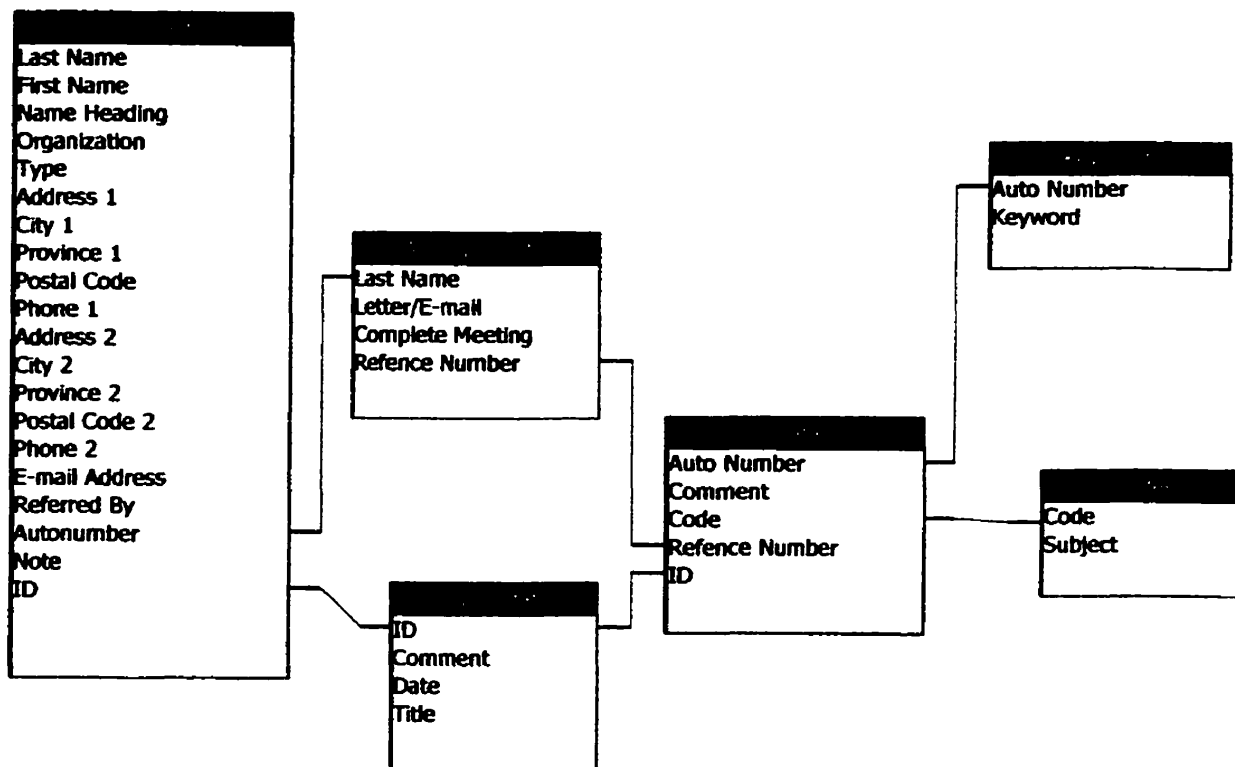 Last Name
First Name
Name Heading
Organization
Type
Address 1
City 1
Province 1
Postal Code
Phone 1
Address 2
City 2
Province 2
Postal Code 2
Phone 2
E-mail Address
Referred By
Autonumber
Note
ID
Last Name
Letter/E-mail
Complete Meeting
Refence Number
ID
Comment
Date
Title
Auto Number
Comment
Code
Refence Number
ID
Auto Number
Keyword
Code
Subject